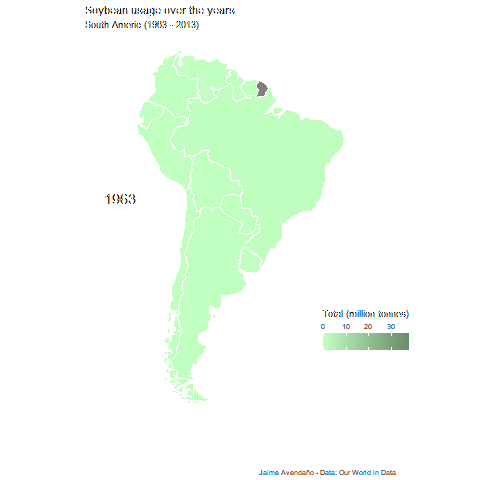 Soybean usage over the years
South Americ (1963 - 2013)
1963
Total (million tonnes)
0 10 20 30
Jaime Avendaño - Data: Our World in Data